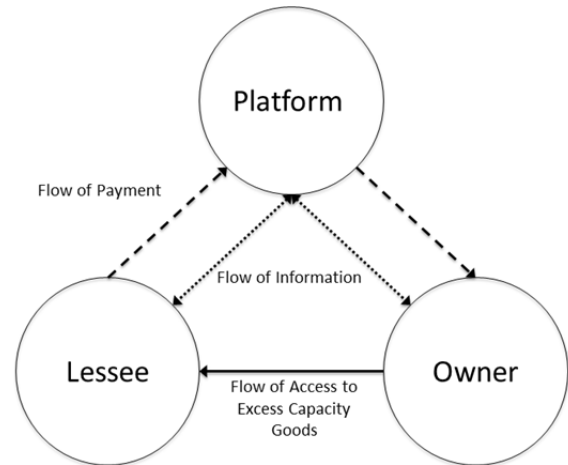 Platform
Flow of Payment
Flow of Information
Lessee
Owner
Flow of Access to
Excess Capacity
Goods